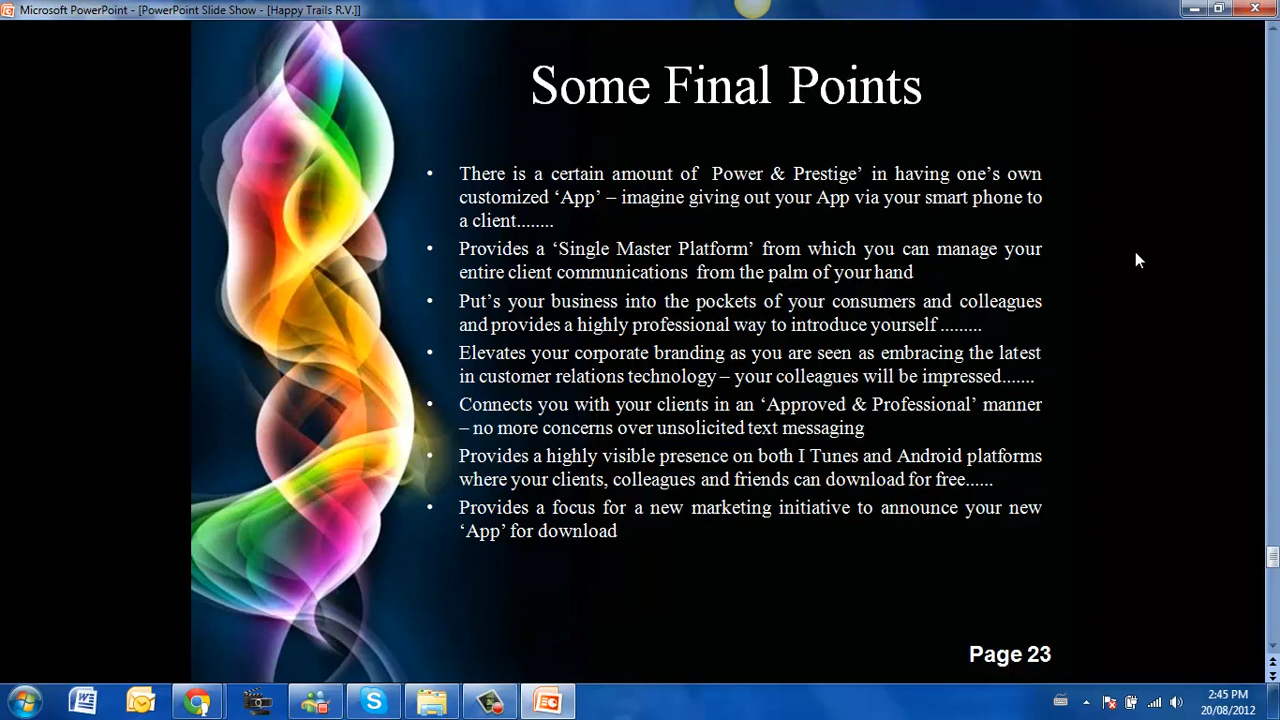 Microsoft PowerPoint - [PowerPoint Slide Show - [Happy Trails R.V.]]
Some Final Points
• There is a certain amount of Power & Prestige’ in having one’s own
customized ‘App’ – imagine giving out your App via your smart phone to
a client........
• Provides a ‘Single Master Platform’ from which you can manage your
entire client communications from the palm of your hand
• Put’s your business into the pockets of your consumers and colleagues
and provides a highly professional way to introduce yourself .........
• Elevates your corporate branding as you are seen as embracing the latest
in customer relations technology – your colleagues will be impressed.......
• Connects you with your clients in an ‘Approved & Professional’ manner
– no more concerns over unsolicited text messaging
• Provides a highly visible presence on both I Tunes and Android platforms
where your clients, colleagues and friends can download for free......
• Provides a focus for a new marketing initiative to announce your new
‘App’ for download
Page 23
2:45 PM
20/08/2012